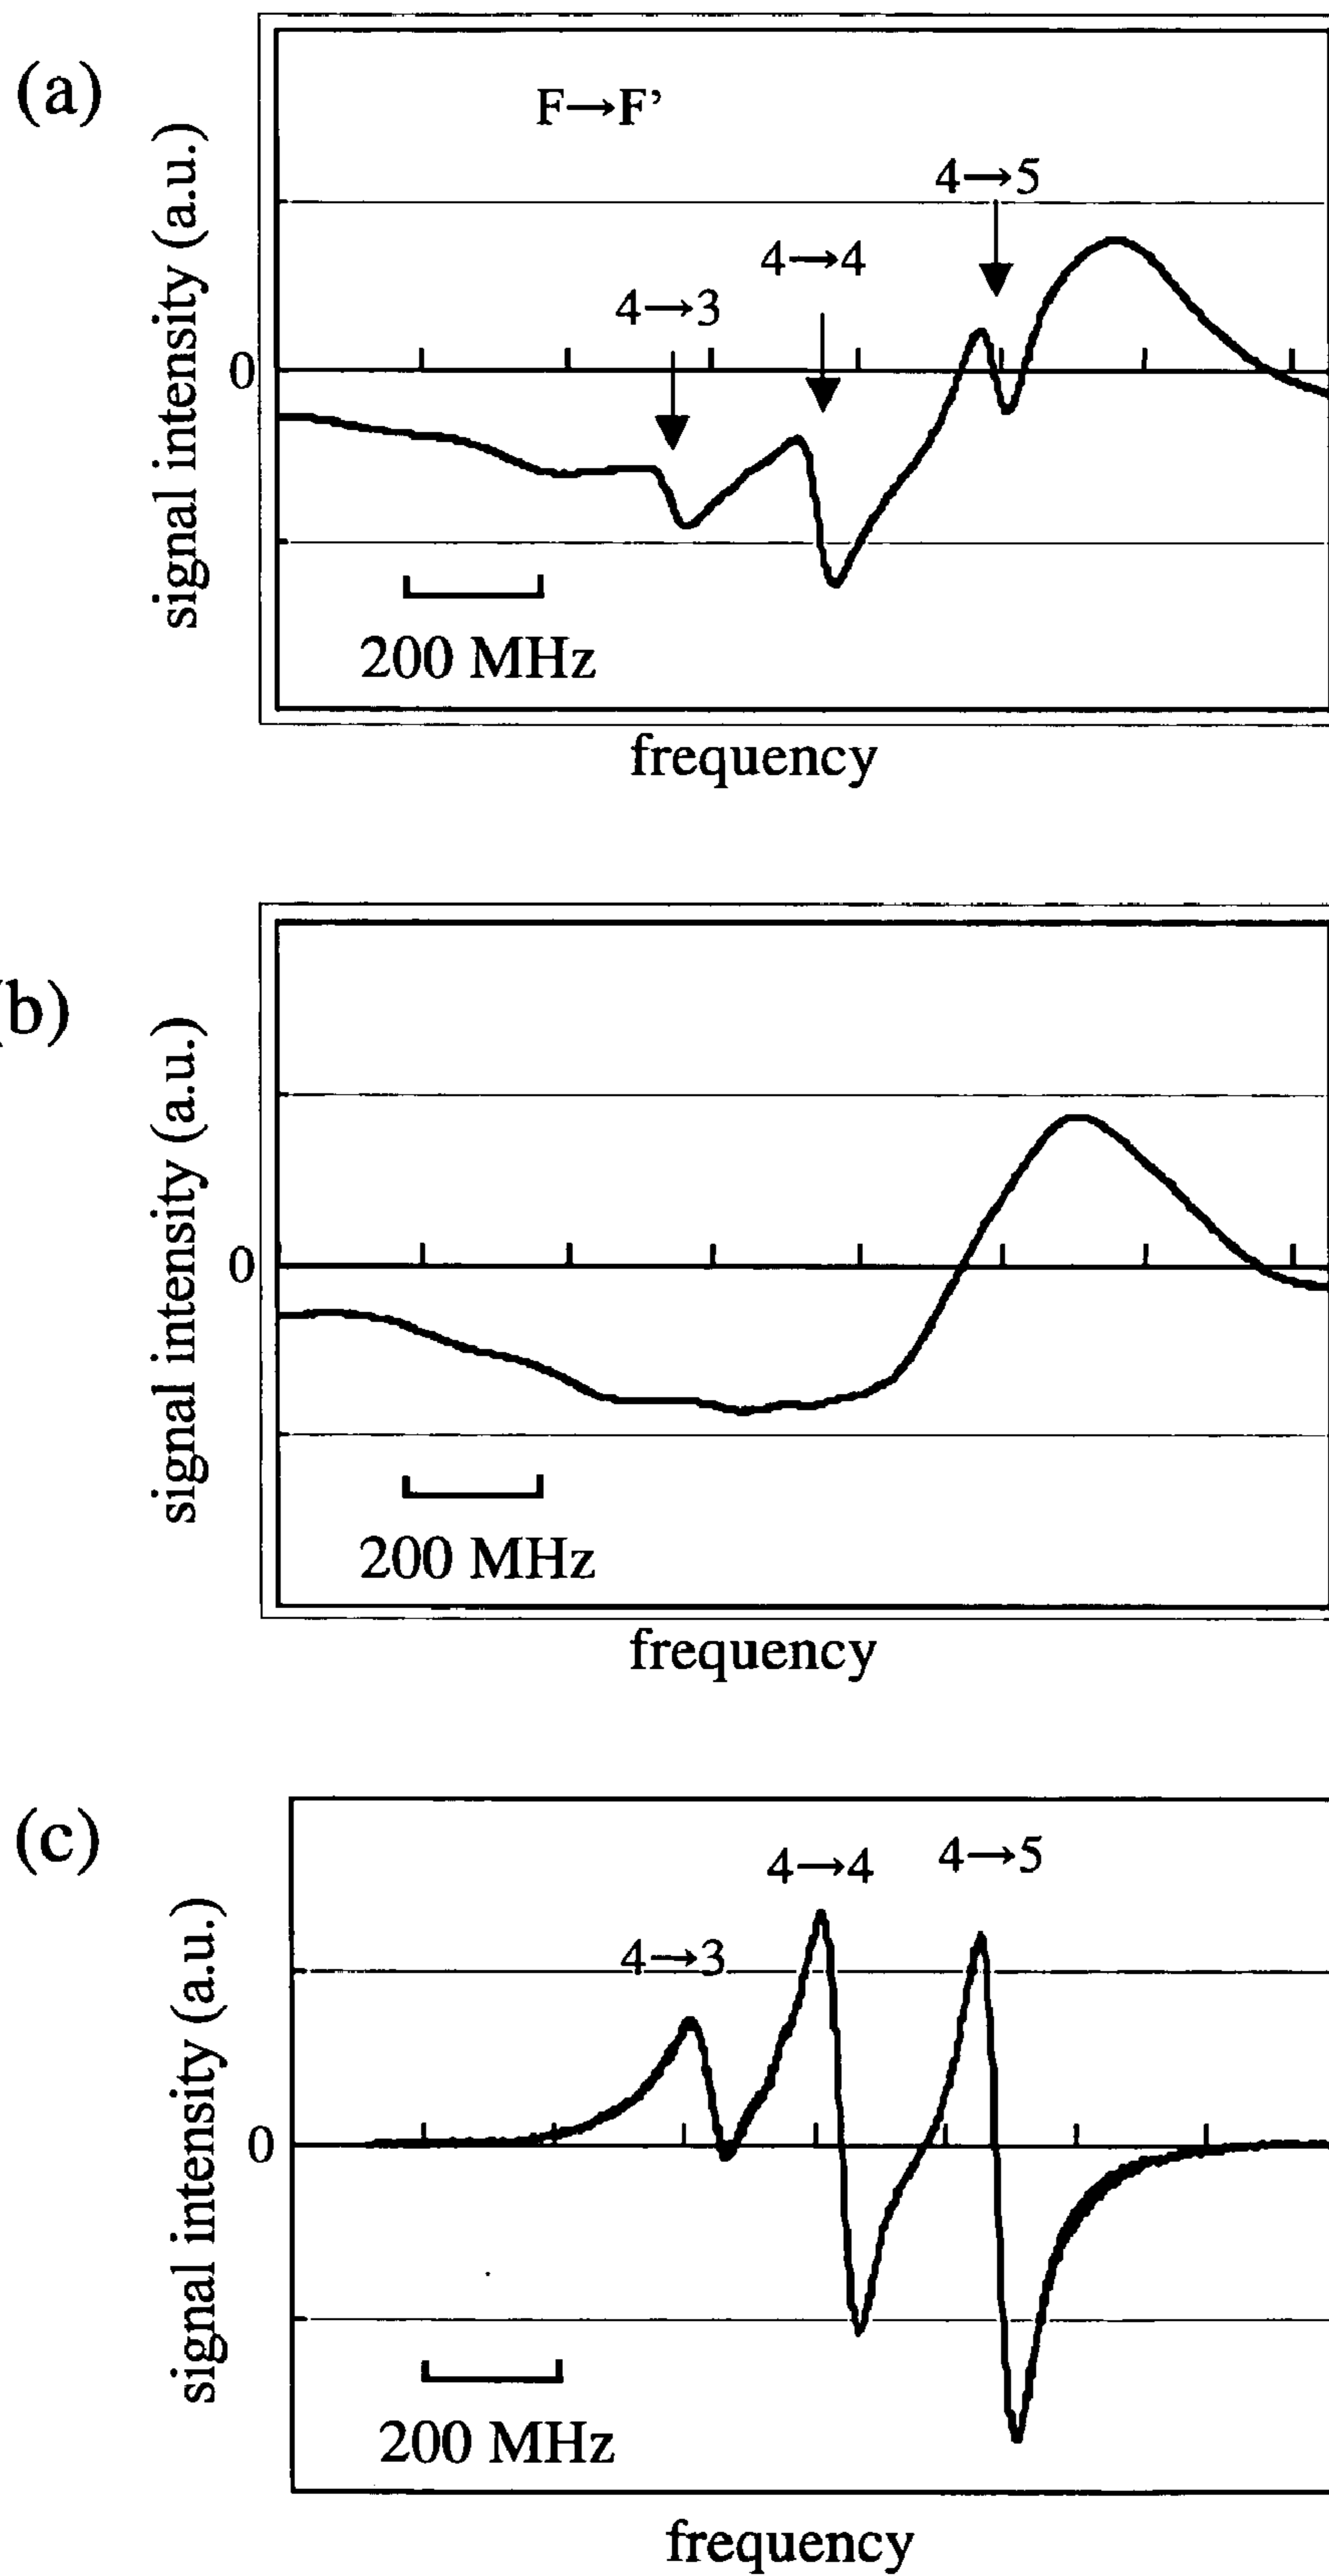 (a)
signal intensity (a.u.)
F→F’
4→3
4→4
4→5
0
200 MHz
frequency
b)
signal intensity (a.u.)
0
200 MHz
frequency
(c)
signal intensity (a.u.)
4→3
4→4
4→5
0
200 MHz
frequency